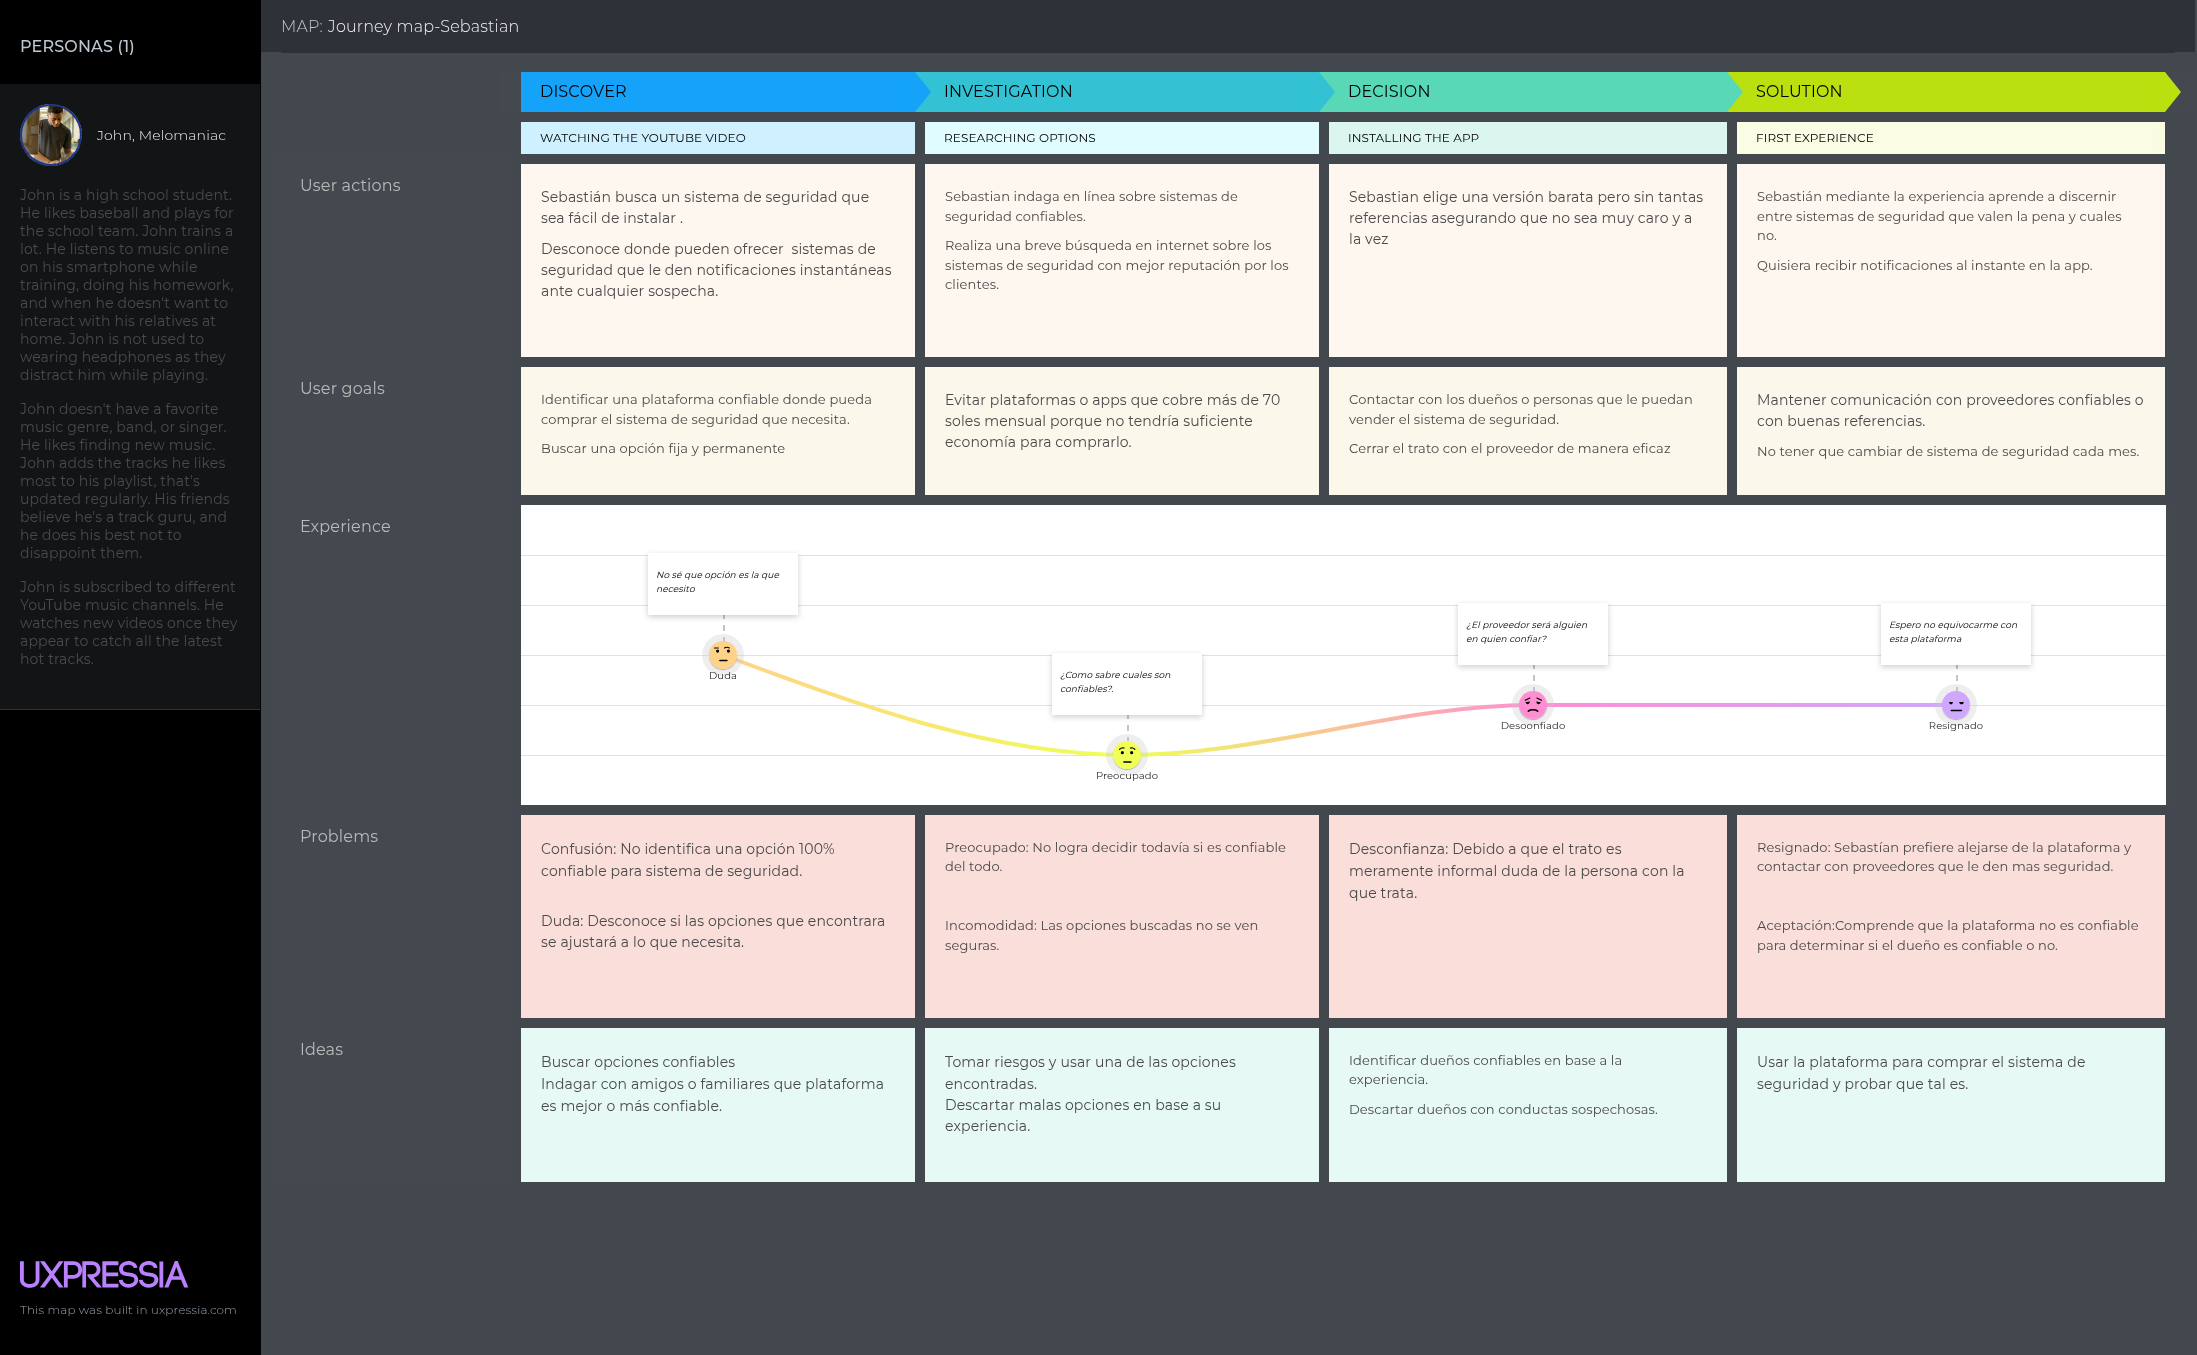 MAP: Journey map-Sebastian
PERSONAS (1)
John, Melomaniac
John is a high school student.
He likes baseball and plays for
the school team. John trains a
lot. He listens to music online
on his smartphone while
training, doing his homework,
and when he doesn't want to
interact with his relatives at
home. John is not used to
wearing headphones as they
distract him while playing.
John doesn't have a favorite
music genre, band, or singer.
He likes finding new music.
John adds the tracks he likes
most to his playlist, that's
updated regularly. His friends
believe he's a track guru, and
he does his best not to
disappoint them.
John is subscribed to different
YouTube music channels. He
watches new videos once they
appear to catch all the latest
hot tracks.
UXPRESSIA
This map was built in uxpressia.com
DISCOVER
INVESTIGATION
DECISION
SOLUTION
WATCHING THE YOUTUBE VIDEO
RESEARCHING OPTIONS
INSTALLING THE APP
FIRST EXPERIENCE
User actions
Sebastián busca un sistema de seguridad que
sea fácil de instalar .
Desconoce donde pueden ofrecer  sistemas de
seguridad que le den notificaciones instantáneas
ante cualquier sospecha.
Sebastian indaga en línea sobre sistemas de
seguridad confiables.
Realiza una breve búsqueda en internet sobre los
sistemas de seguridad con mejor reputación por los
clientes.
Sebastian elige una versión barata pero sin tantas
referencias asegurando que no sea muy caro y a
la vez
Sebastián mediante la experiencia aprende a discernir
entre sistemas de seguridad que valen la pena y cuales
no.
Quisiera recibir notificaciones al instante en la app.
User goals
Identificar una plataforma confiable donde pueda
comprar el sistema de seguridad que necesita.
Buscar una opción fija y permanente
Evitar plataformas o apps que cobre más de 70
soles mensual porque no tendría suficiente
economía para comprarlo.
Contactar con los dueños o personas que le puedan
vender el sistema de seguridad.
Cerrar el trato con el proveedor de manera eficaz
Mantener comunicación con proveedores confiables o
con buenas referencias.
No tener que cambiar de sistema de seguridad cada mes.
Experience
No sé que opción es la que
necesito
Duda
¿Como sabre cuales son
confiables?.
Preocupado
¿El proveedor será alguien
en quien confiar?
Desoonfiado
Espero no equivocarme con
esta plataforma
Resignado
Problems
Confusión: No identifica una opción 100%
confiable para sistema de seguridad.
Duda: Desconoce si las opciones que encontrara
se ajustará a lo que necesita.
Preocupado: No logra decidir todavía si es confiable
del todo.
Incomodidad: Las opciones buscadas no se ven
seguras.
Desconfianza: Debido a que el trato es
meramente informal duda de la persona con la
que trata.
Resignado: Sebastían prefiere alejarse de la plataforma y
contactar con proveedores que le den mas seguridad.
Aceptación:Comprende que la plataforma no es confiable
para determinar si el dueño es confiable o no.
Ideas
Buscar opciones confiables
Indagar con amigos o familiares que plataforma
es mejor o más confiable.
Tomar riesgos y usar una de las opciones
encontradas.
Descartar malas opciones en base a su
experiencia.
Identificar dueños confiables en base a la
experiencia.
Descartar dueños con conductas sospechosas.
Usar la plataforma para comprar el sistema de
seguridad y probar que tal es.